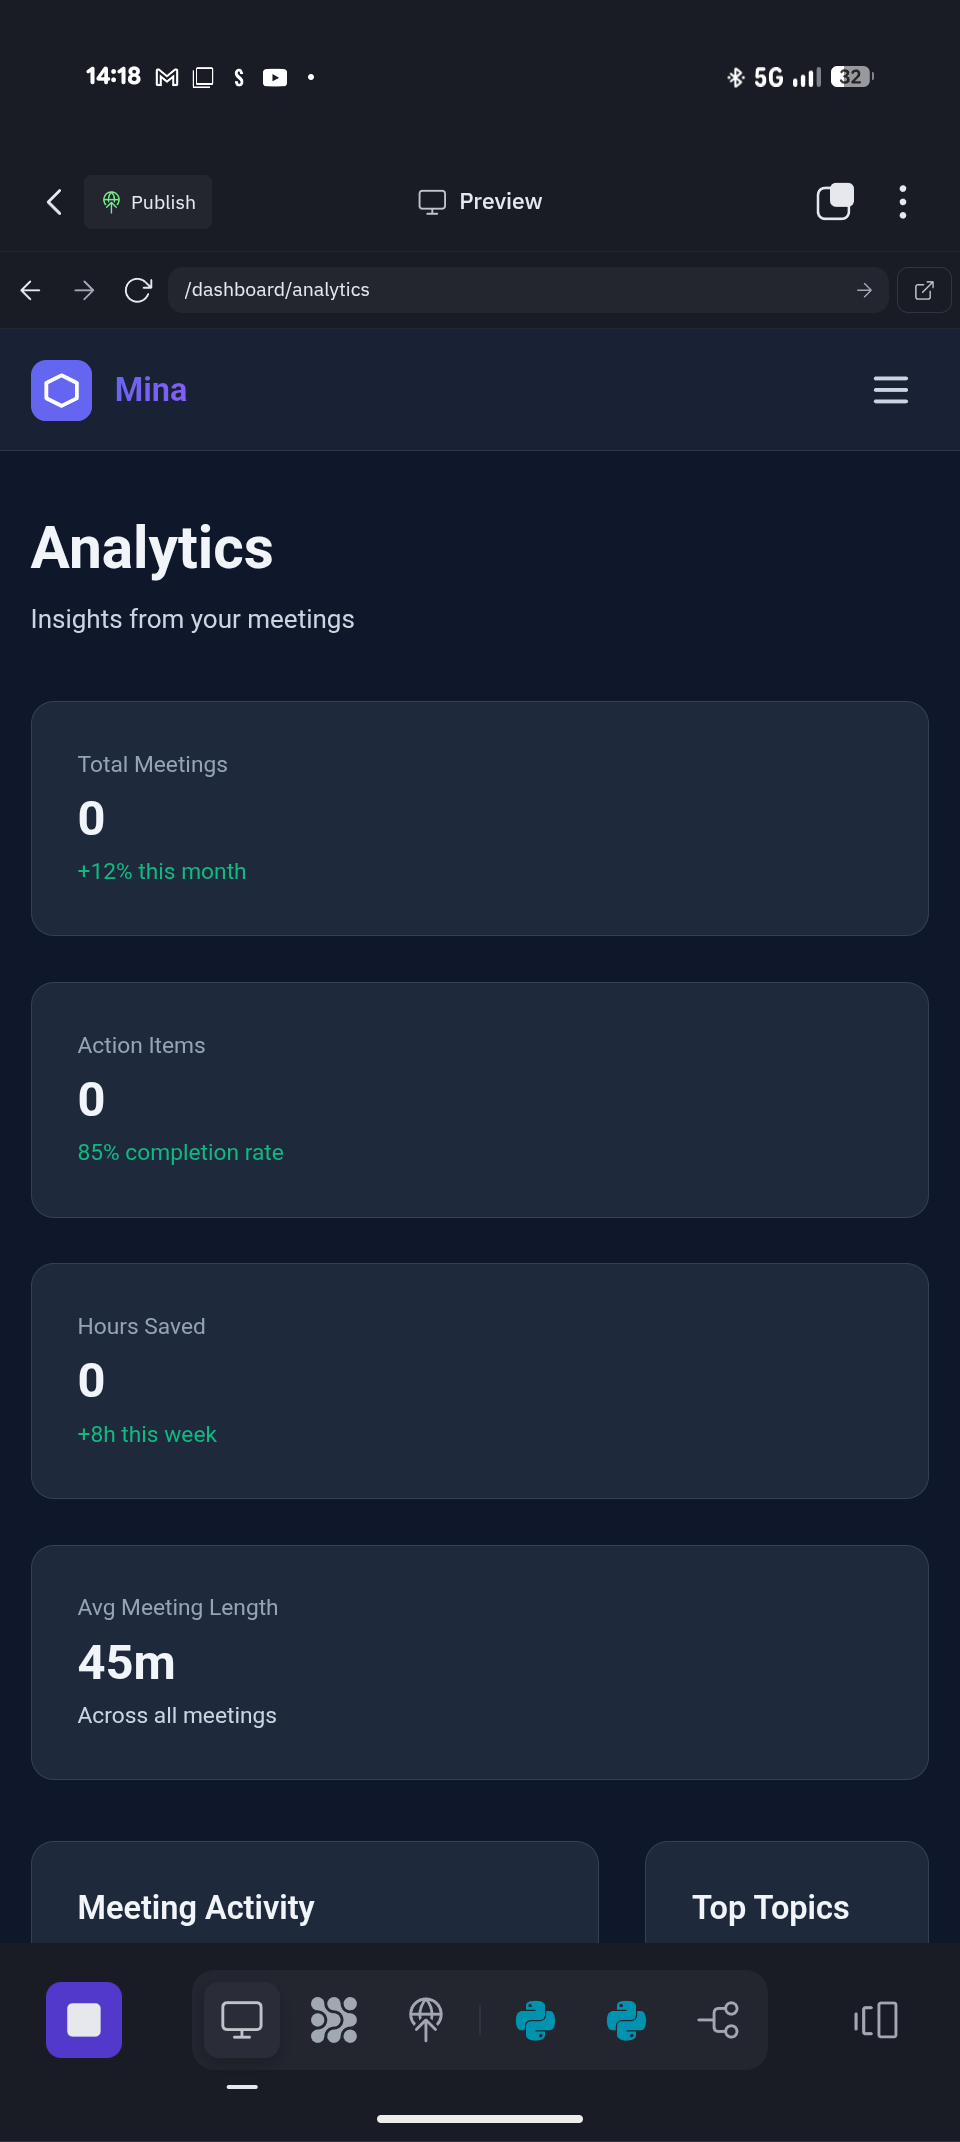 14:18
5G
32
Publish
Preview
/dashboard/analytics
Mina
Analytics
Insights from your meetings
Total Meetings
0
+12% this month
Action Items
0
85% completion rate
Hours Saved
0
+8h this week
Avg Meeting Length
45m
Across all meetings
Meeting Activity
Top Topics